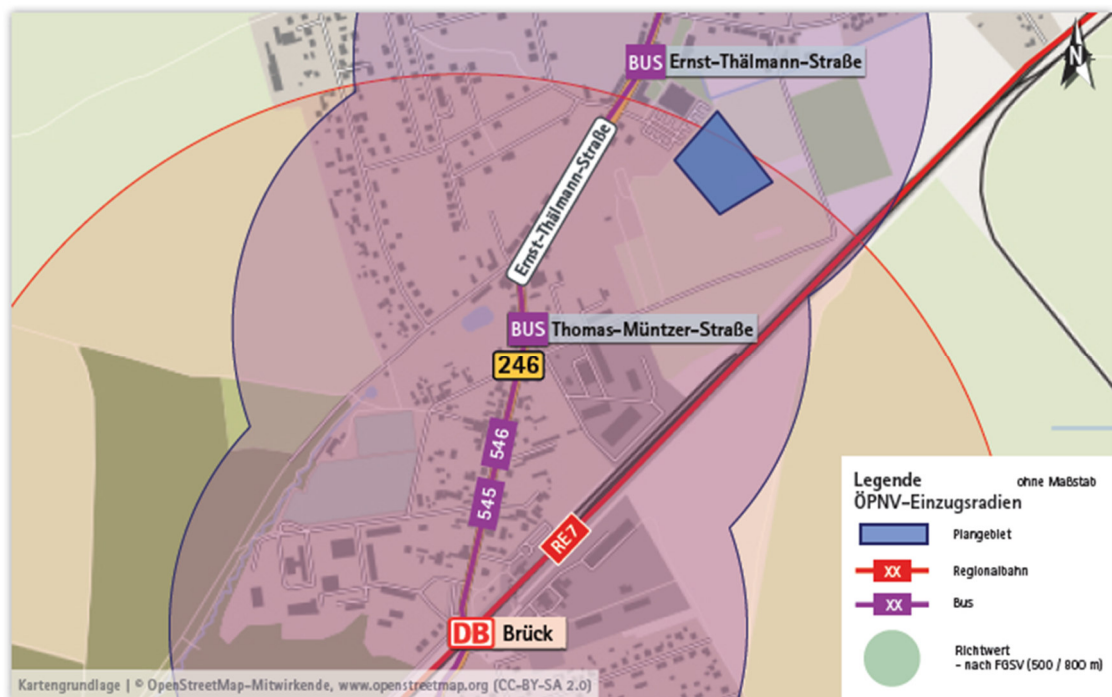 BUS Ernst-Thälmann-Straße
N
Ernst-Thälmann-Straße
BUS Thomas-Müntzer-Straße
246
546
545
RE7
DB Brück
Legende
ohne Maßstab
ÖPNV-Einzugsradien
Plangebiet
XX Regionalbahn
XX Bus
Richtwert
- nach FGSV (500 / 800 m)
Kartengrundlage | © OpenStreetMap-Mitwirkende, www.openstreetmap.org (CC-BY-SA 2.0)